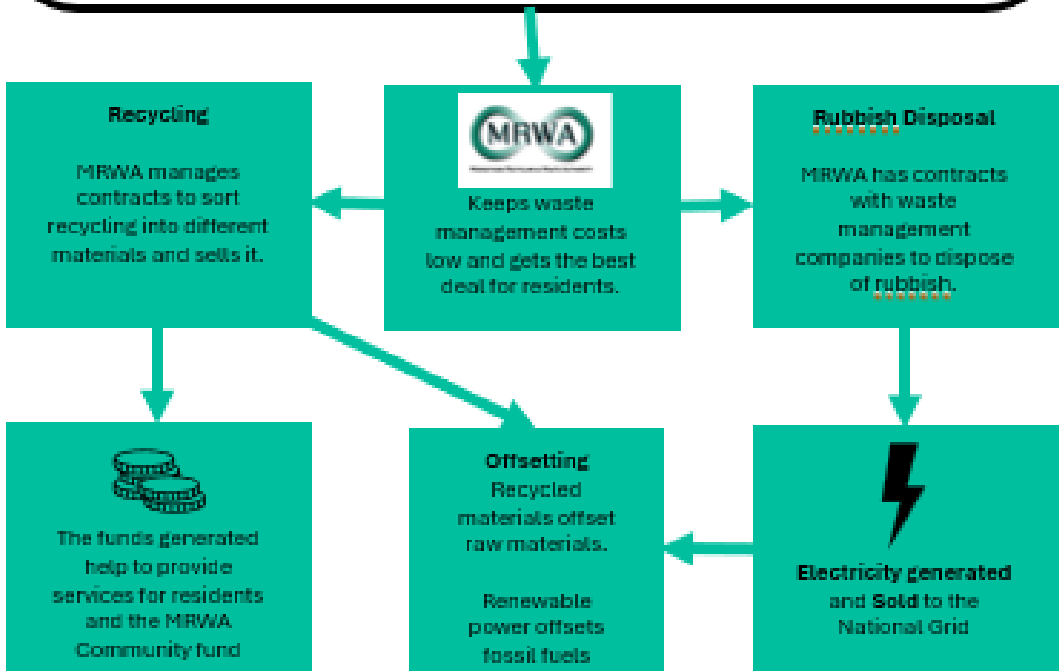 Recycling
MRWA manages
contracts to sort
recycling into different
materials and sells it.
MRWA
Keeps waste
management costs
low and gets the best
deal for residents.
Rubbish Disposal
MRWA has contracts
with waste
management
companies to dispose
of rubbish.
The funds generated
help to provide
services for residents
and the MRWA
Community fund
Offsetting
Recycled
materials offset
raw materials.
Renewable
power offsets
fossil fuels
Electricity generated
and Sold to the
National Grid